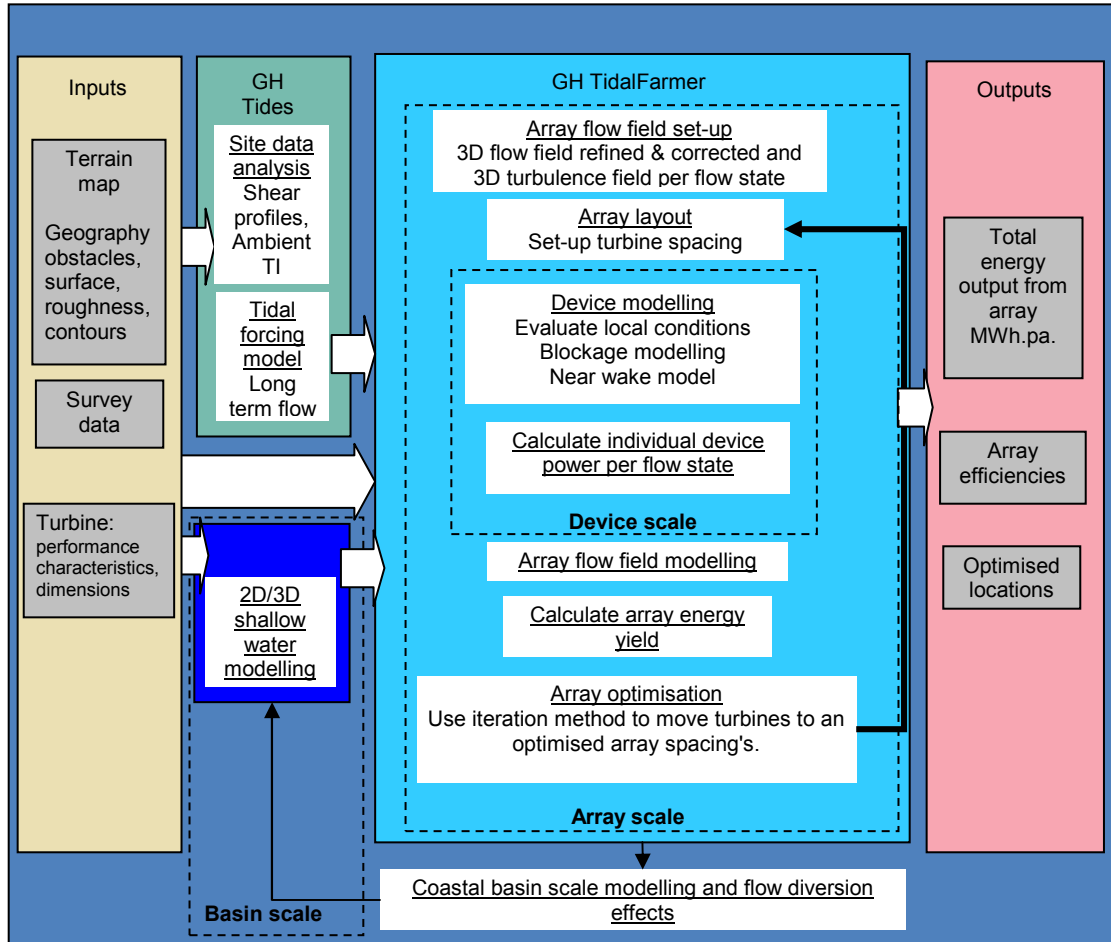 Inputs
Terrain
map
Geography
obstacles,
surface,
roughness,
contours
Survey
data
Turbine:
performance
characteristics,
dimensions
GH
Tides
Site data
analysis
Shear
profiles,
Ambient
TI
Tidal
forcing
model
Long
term flow
2D/3D
shallow
water
modelling
Basin scale
GH TidalFarmer
Array flow field set-up
3D flow field refined & corrected and
3D turbulence field per flow state
Array layout
Set-up turbine spacing
Device modelling
Evaluate local conditions
Blockage modelling
Near wake model
Calculate individual device
power per flow state
Device scale
Array flow field modelling
Calculate array energy
yield
Array optimisation
Use iteration method to move turbines to an
optimised array spacing's.
Array scale
Coastal basin scale modelling and flow diversion
effects
Outputs
Total
energy
output from
array
MWh.pa.
Array
efficiencies
Optimised
locations